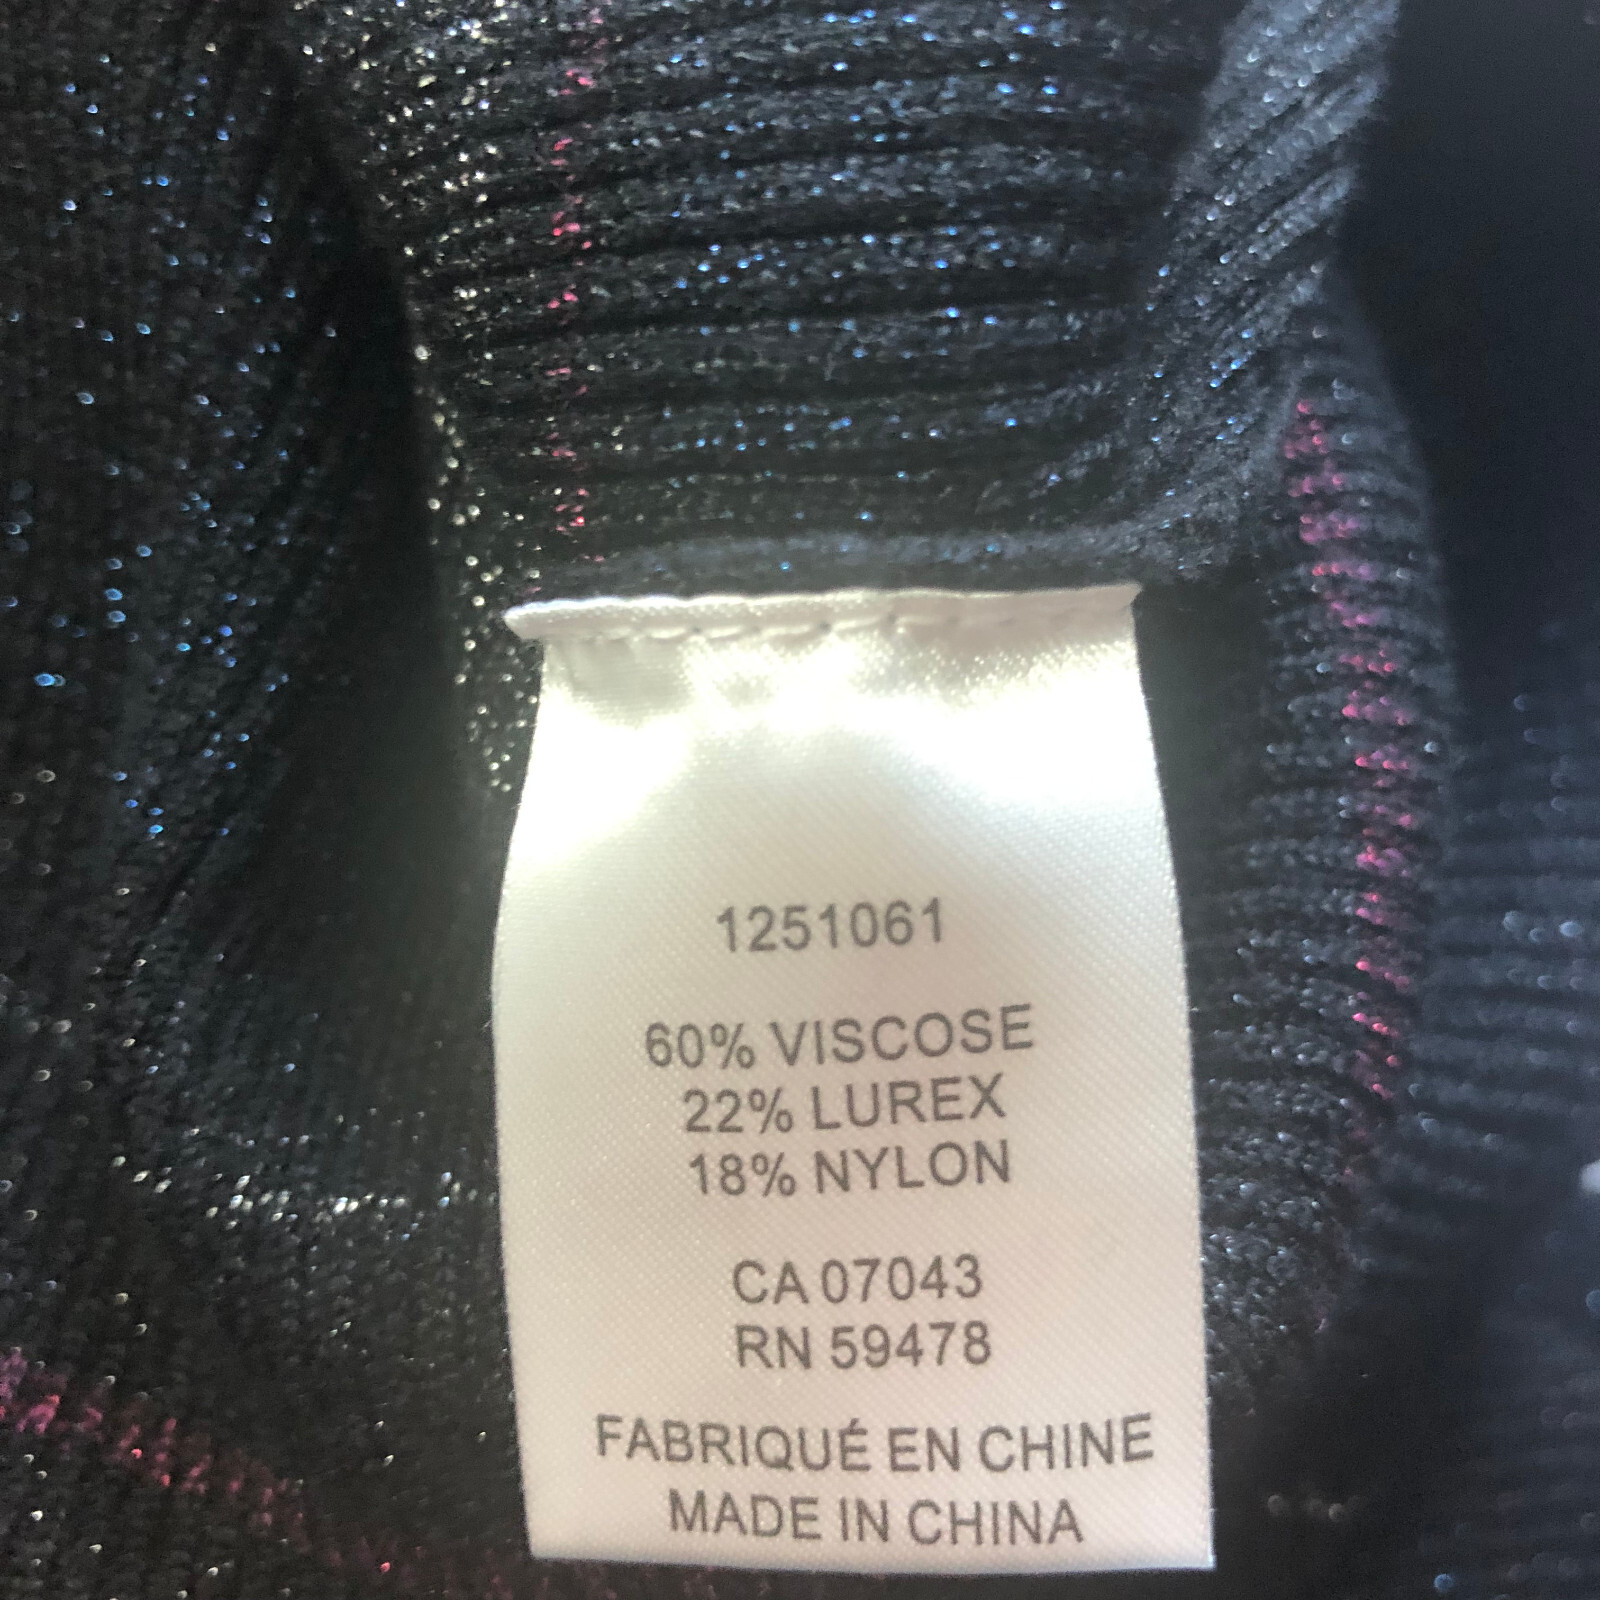 1251061
60% VISCOSE
22% LUREX
18% NYLON
CA 07043
RN 59478
FABRIQUÉ EN CHINE
MADE IN CHINA